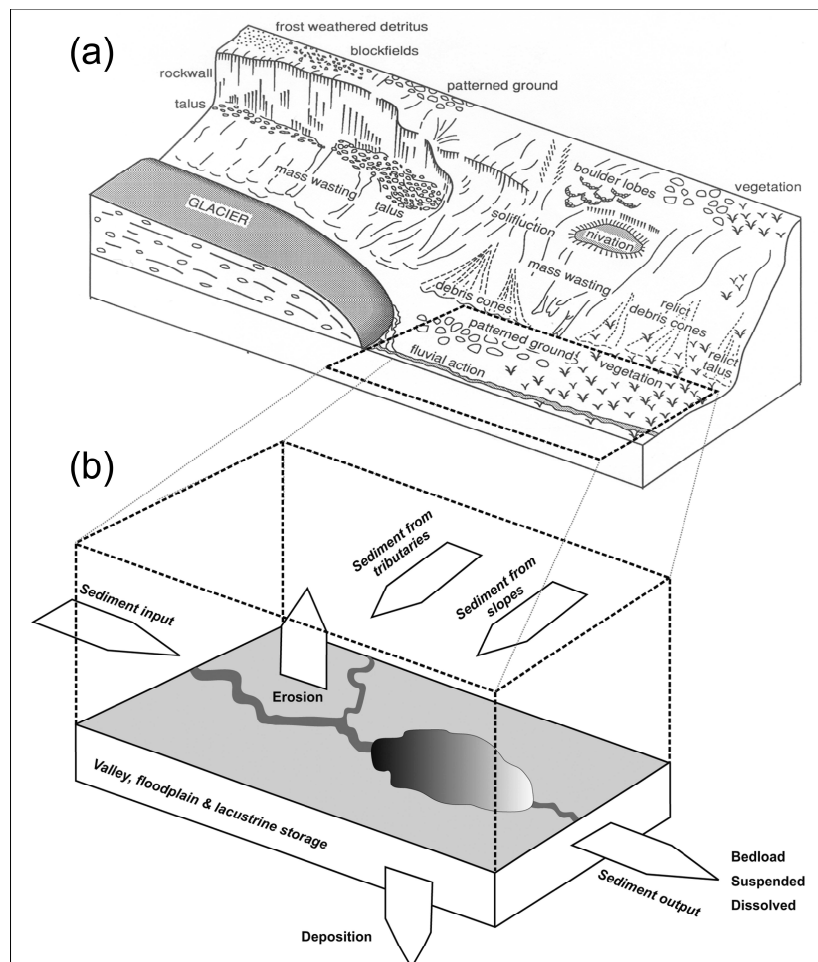 (a)
frost weathered detritus
blockfields
rockwall
patterned ground
talus
boulder lobes
vegetation
mass wasting
talus
GLACIER
solifluction
nivation
mass wasting
debris cones
relict
debris cones
patterned ground
relict
talus
vegetation
fluvial action
(b)
Sediment from
tributaries
Sediment from
slopes
Sediment input
Erosion
Valley, floodplain & lacustrine storage
Bedload
Suspended
Dissolved
Sediment output
Deposition